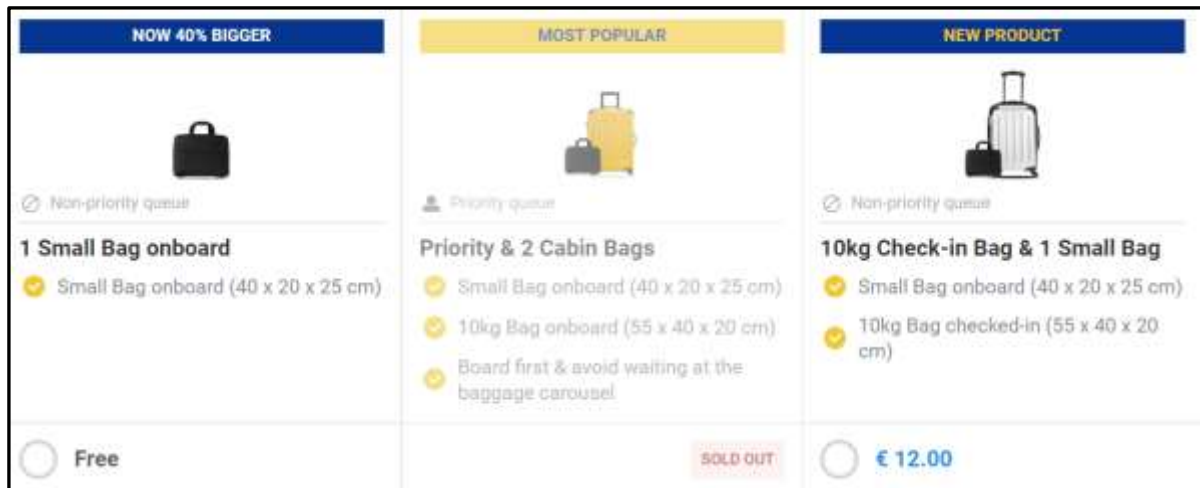 NOW 40% BIGGER
Non-priority queue
1 Small Bag onboard
Small Bag onboard (40 x 20 x 25 cm)
Free
MOST POPULAR
Priority queue
Priority & 2 Cabin Bags
Small Bag onboard (40 x 20 x 25 cm)
10kg Bag onboard (55 x 40 x 20 cm)
Board first & avoid waiting at the
baggage carousel
SOLD OUT
NEW PRODUCT
Non-priority queue
10kg Check-in Bag & 1 Small Bag
Small Bag onboard (40 x 20 x 25 cm)
10kg Bag checked-in (55 x 40 x 20
cm)
€ 12.00